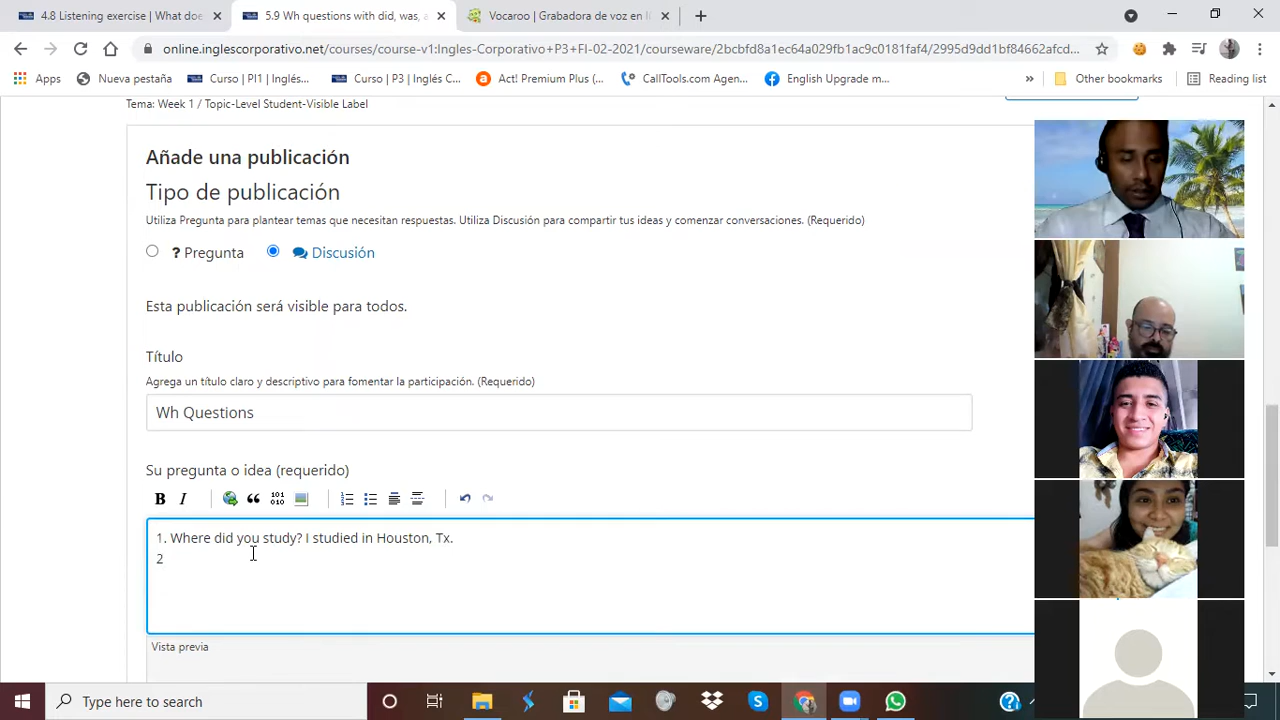 4.8 Listening exercise | What does
5.9 Wh questions with did, was, a
Vocaroo | Grabadora de voz en lí
online.inglescorporativo.net/courses/course-v1:Ingles-Corporativo+P3+FI-02-2021/courseware/2bcbfd8a1ec64a029fb1ac9c0181faf4/2995d9dd1bf84662afcd...
Apps
Nueva pestaña
Curso | PI1 | Inglés...
Curso | P3 | Inglés C...
Act! Premium Plus (...
CallTools.com Agen...
English Upgrade m...
»
Other bookmarks
Reading list
Tema: Week 1 / Topic-Level Student-Visible Label
Añade una publicación
Tipo de publicación
Utiliza Pregunta para plantear temas que necesitan respuestas. Utiliza Discusión para compartir tus ideas y comenzar conversaciones. (Requerido)
? Pregunta
Discusión
Esta publicación será visible para todos.
Título
Agrega un título claro y descriptivo para fomentar la participación. (Requerido)
Wh Questions
Su pregunta o idea (requerido)
B I
1. Where did you study? I studied in Houston, Tx.
2
Vista previa
Type here to search